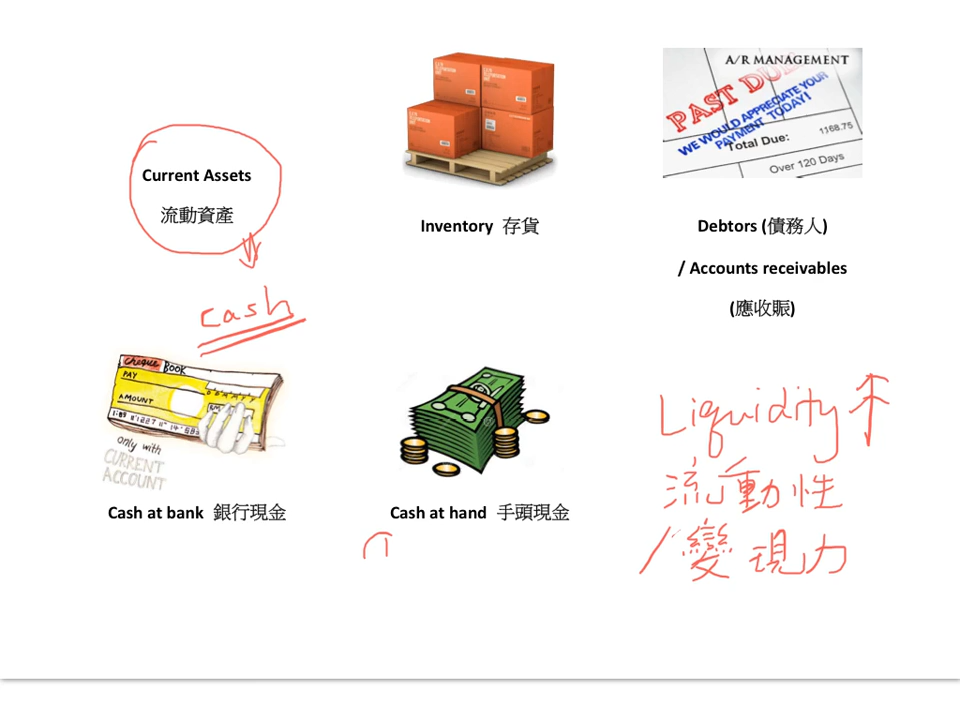 A/R MANAGEMENT
PAST DUE
WE WOULD APPRECIATE YOUR
PAYMENT TODAY!
Total Due: 1168.75
Over 120 Days
Current Assets
流動資產
Inventory 存貨
Debtors (債務人)
/ Accounts receivables
(應收賬)
cash
cheque BOOK
PAY
AMOUNT
only with
CURRENT
ACCOUNT
Liquidity
流動性
/變現力
Cash at bank 銀行現金
Cash at hand 手頭現金